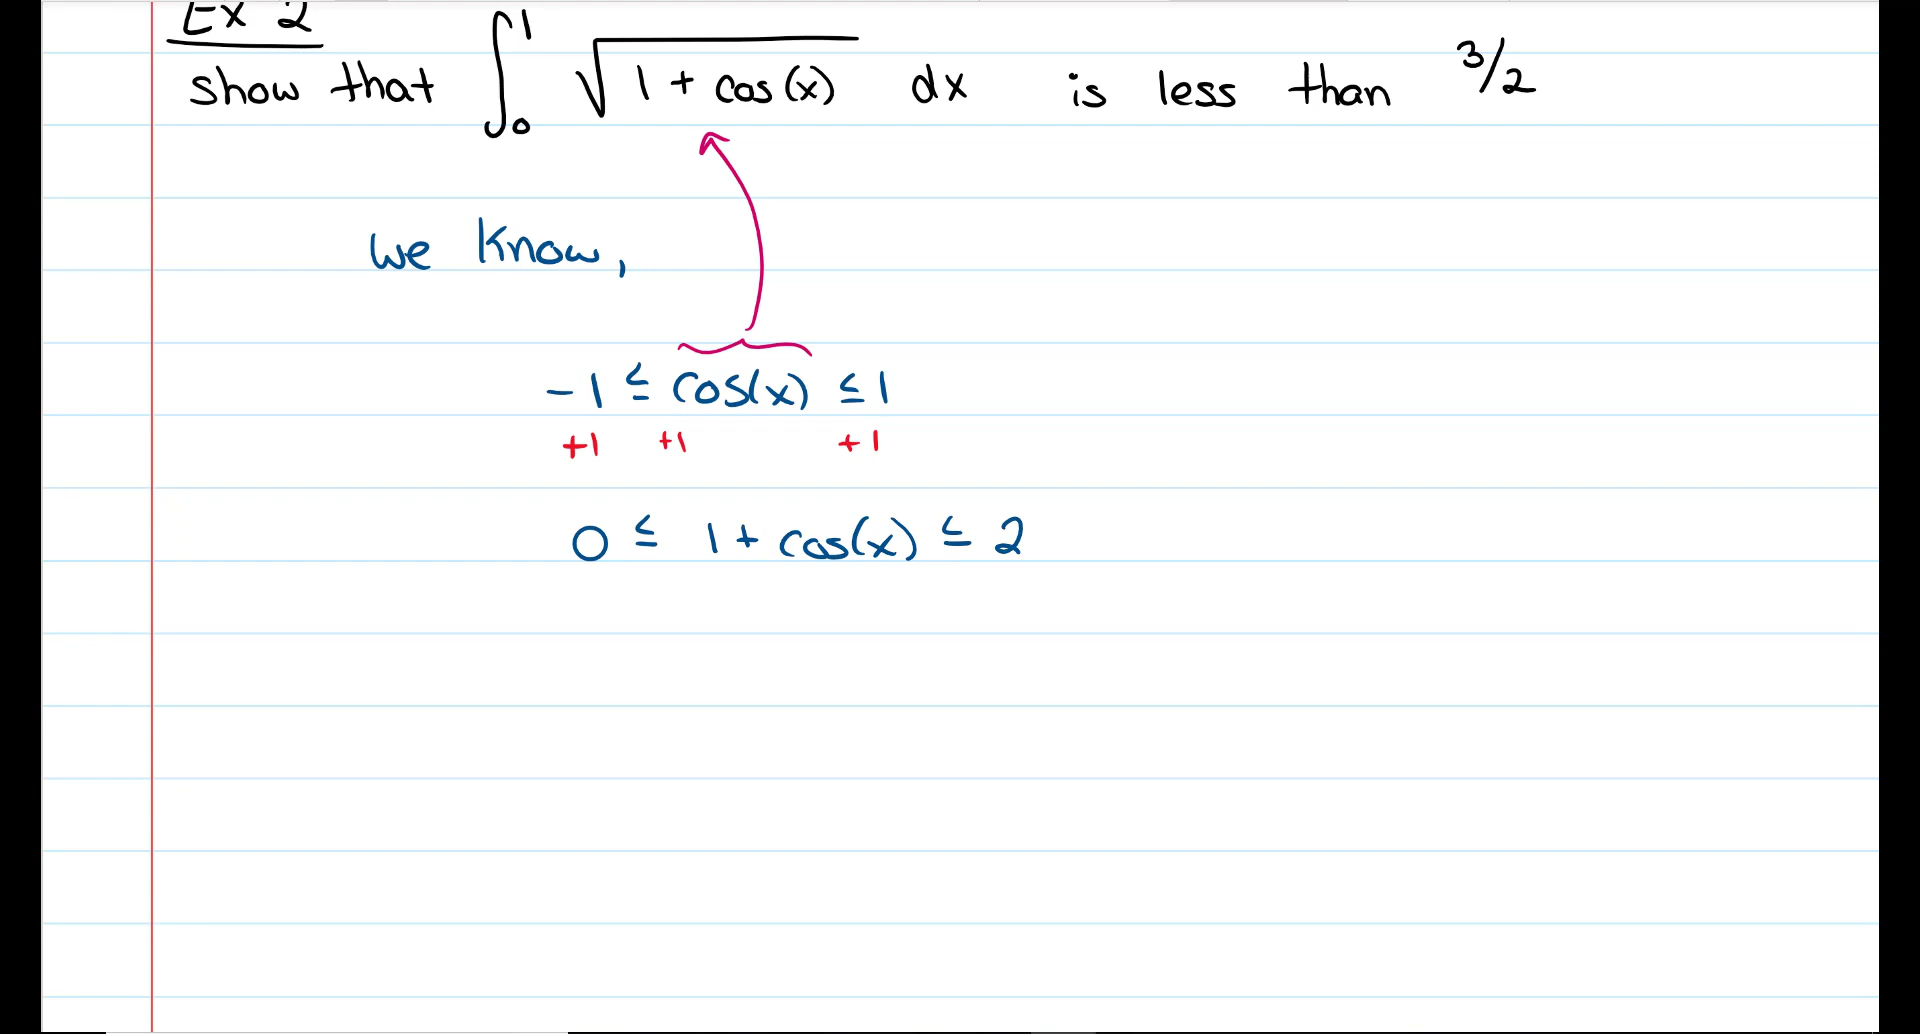 Ex 2
show that ∫₀¹ √(1 + cos(x)) dx is less than 3/2
we know,
-1 ≤ cos(x) ≤ 1
+1 +1 +1
0 ≤ 1 + cos(x) ≤ 2